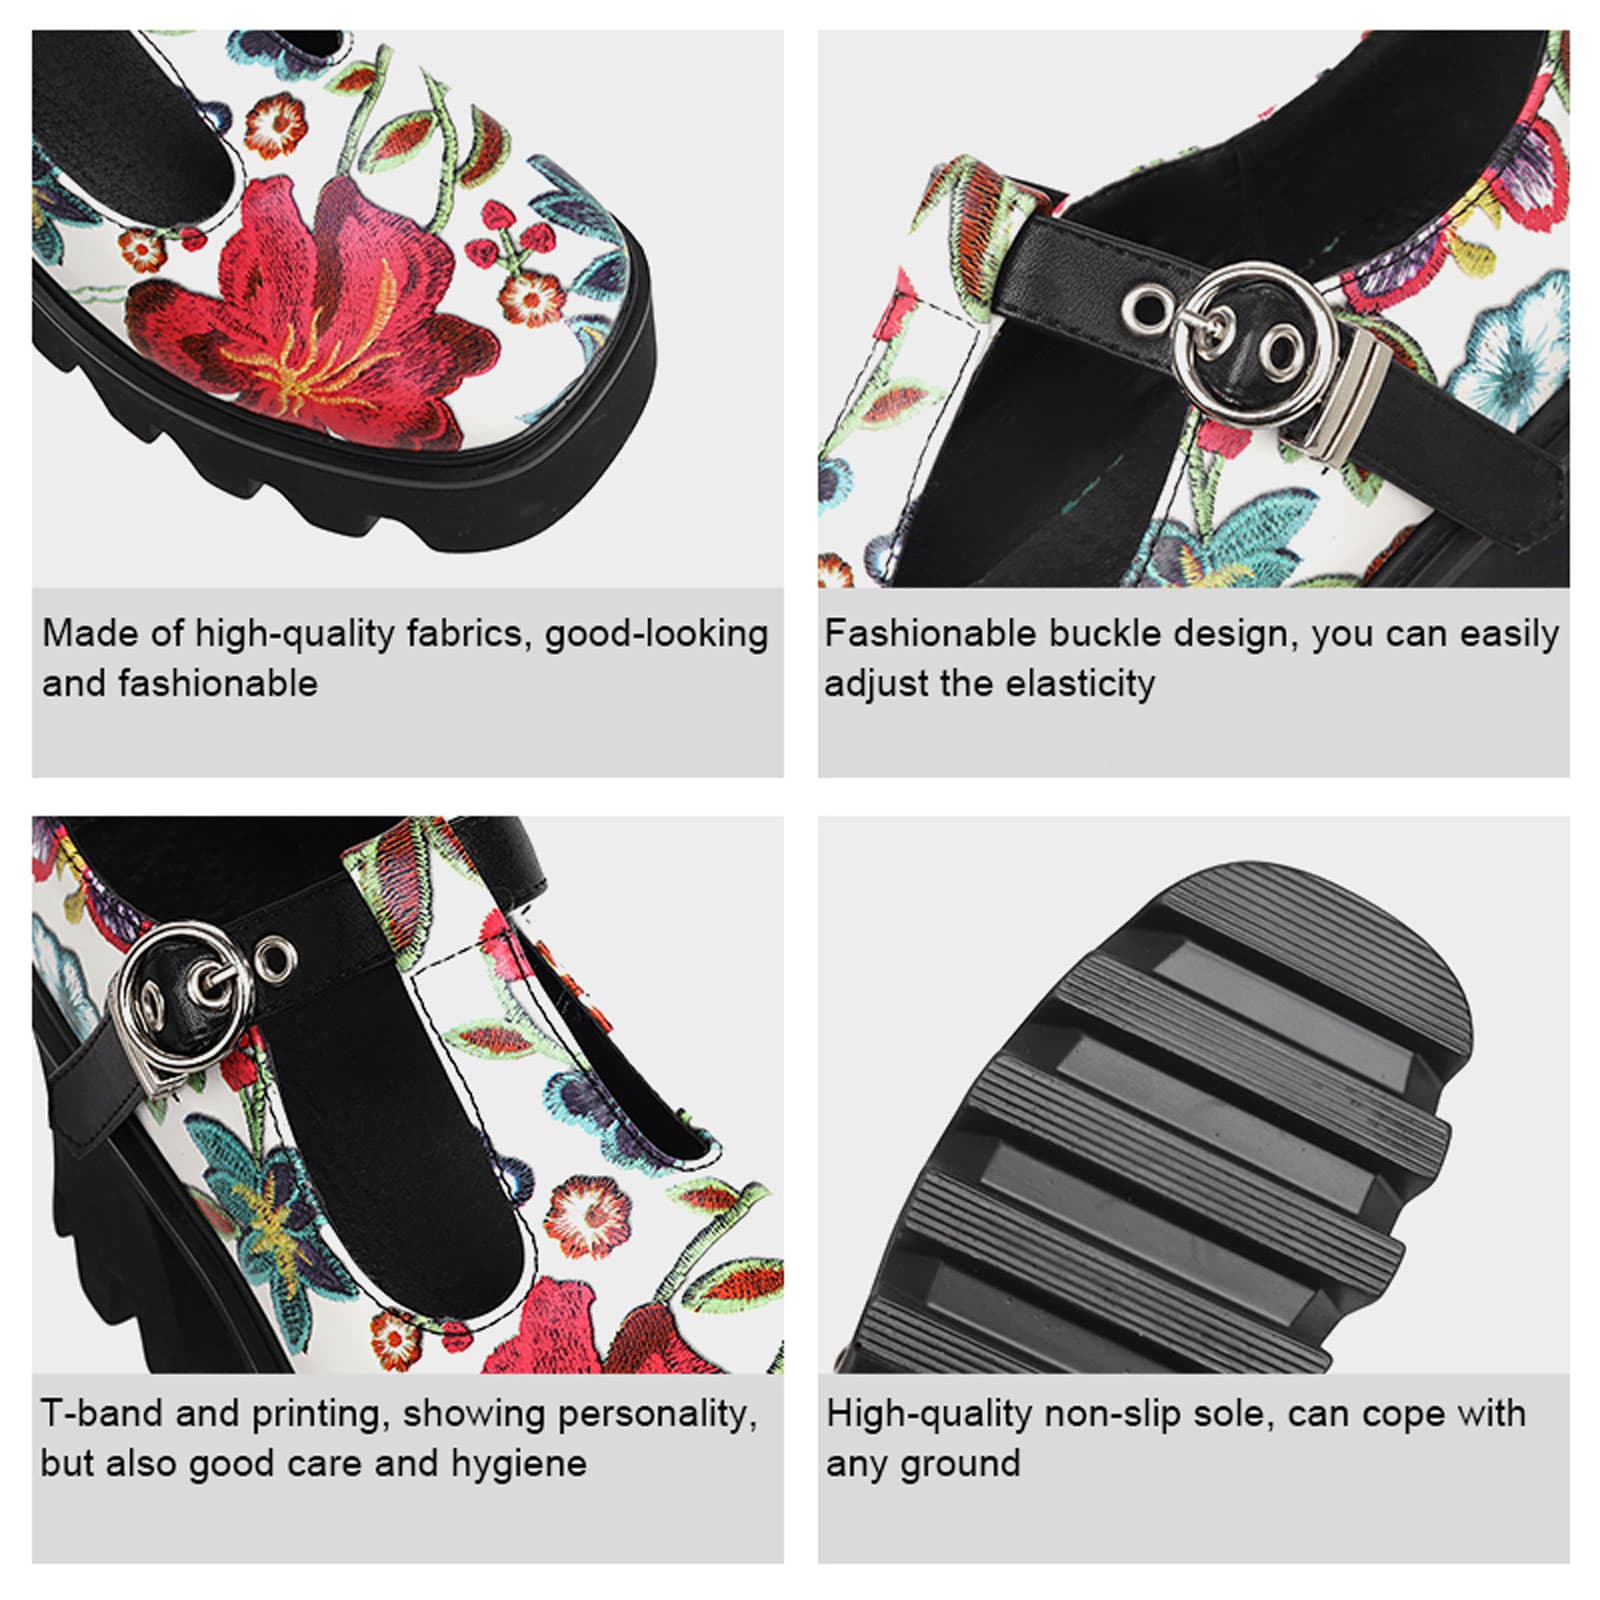 Made of high-quality fabrics, good-looking
and fashionable
Fashionable buckle design, you can easily
adjust the elasticity
T-band and printing, showing personality,
but also good care and hygiene
High-quality non-slip sole, can cope with
any ground